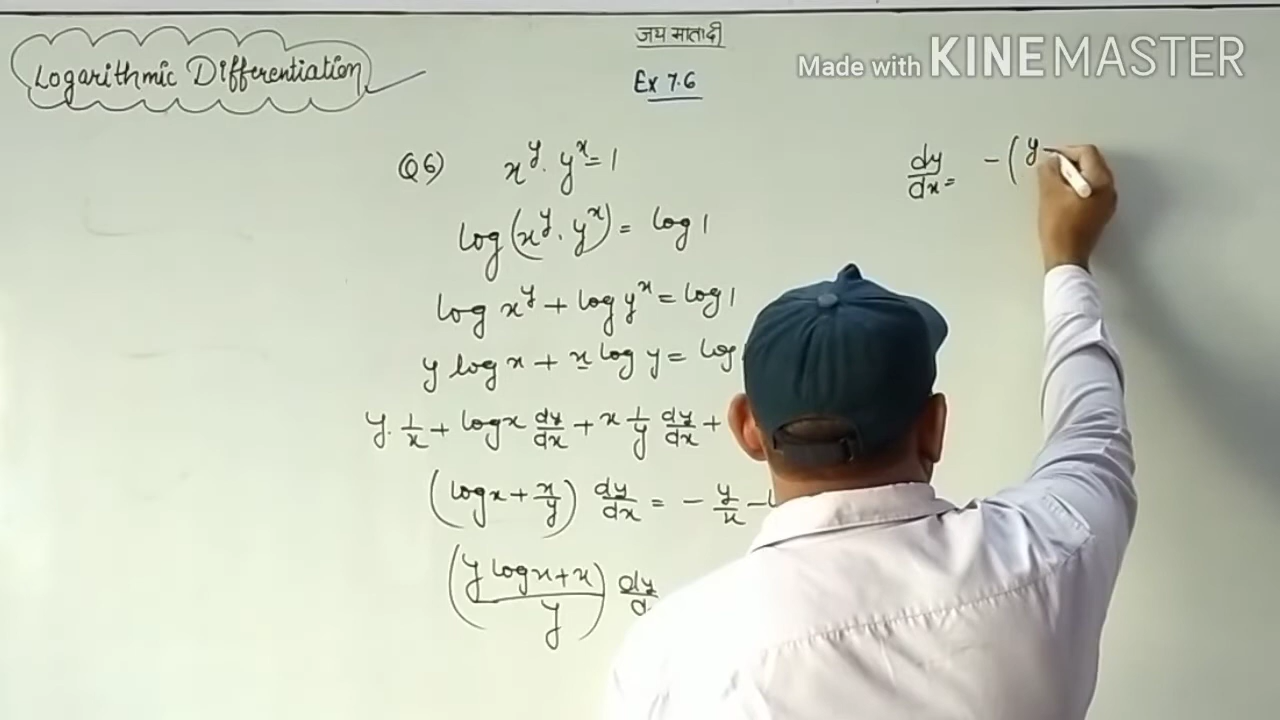 Logarithmic Differentiation
जय माता दी
Made with KINEMASTER
Ex 7.6
Q6) x^y . y^x = 1
log(x^y . y^x) = log 1
log x^y + log y^x = log 1
y log x + x log y = log
y . 1/x + log x dy/dx + x 1/y dy/dx +
(log x + x/y) dy/dx = - y/x -
(y log x + x / y) dy/d
dy/dx = - (y